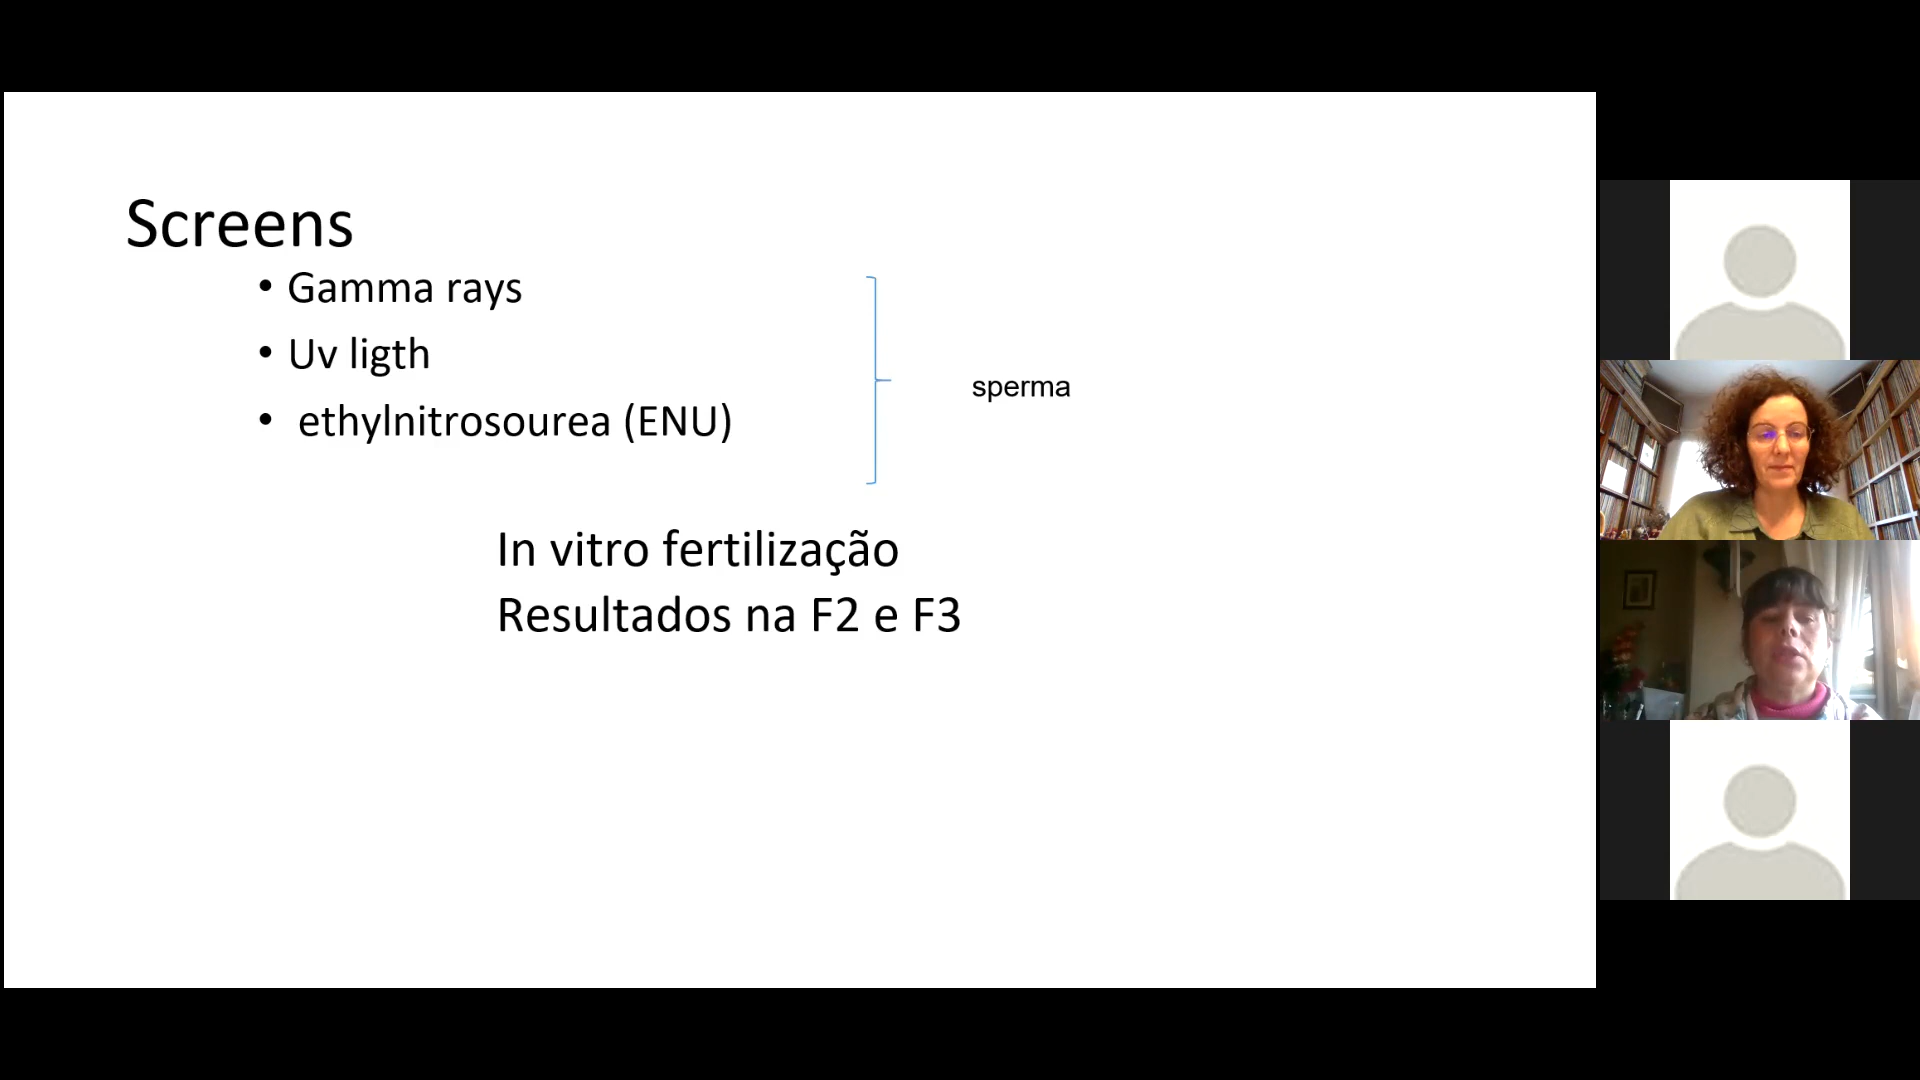 Screens
• Gamma rays
• Uv ligth
• ethylnitrosourea (ENU)
sperma
In vitro fertilização
Resultados na F2 e F3